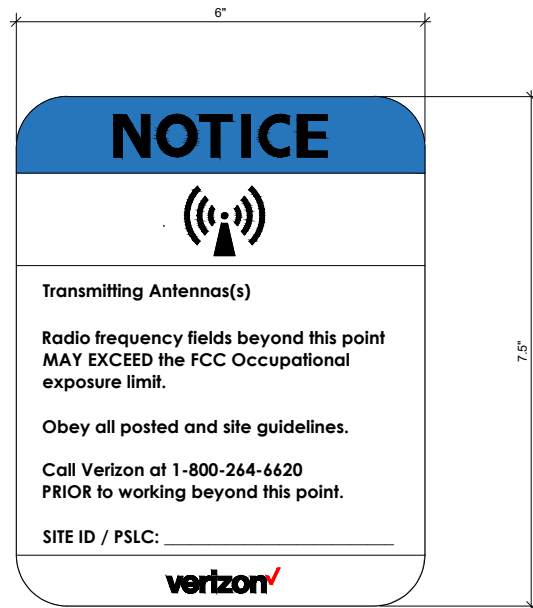 6"
NOTICE
Transmitting Antennas(s)
Radio frequency fields beyond this point
MAY EXCEED the FCC Occupational
exposure limit.
Obey all posted and site guidelines.
Call Verizon at 1-800-264-6620
PRIOR to working beyond this point.
SITE ID / PSLC: __________________________
verizon✓
7.5"